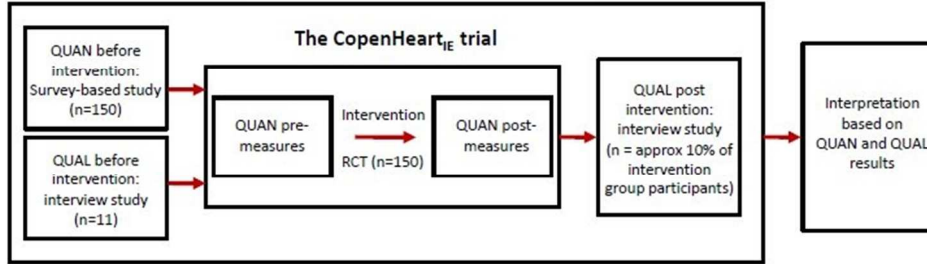 The CopenHeartIE trial
QUAN before
intervention:
Survey-based study
(n=150)
QUAL before
intervention:
interview study
(n=11)
QUAN pre-
measures
Intervention
RCT (n=150)
QUAN post-
measures
QUAL post
intervention:
interview study
(n = approx 10% of
intervention
group participants)
Interpretation
based on
QUAN and QUAL
results